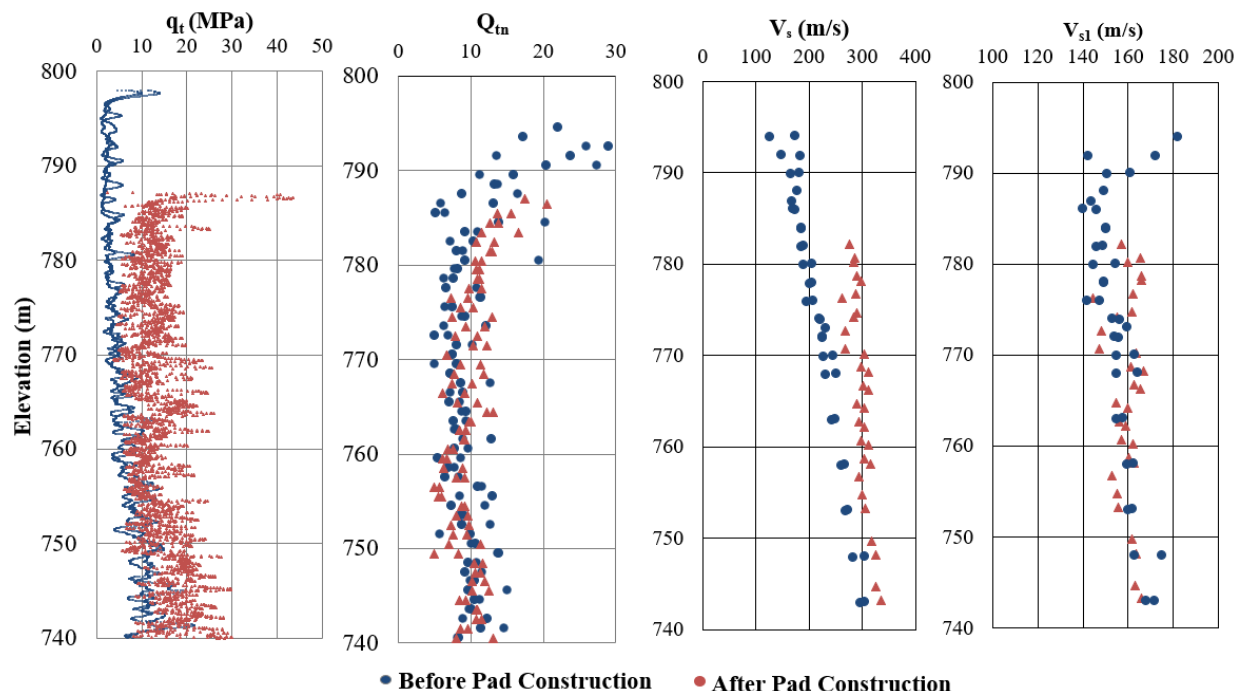 qt (MPa)
0 10 20 30 40 50
Qtn
0 10 20 30
Vs (m/s)
0 100 200 300 400
Vs1 (m/s)
100 120 140 160 180 200
Elevation (m)
800
790
780
770
760
750
740
800
790
780
770
760
750
740
800
790
780
770
760
750
740
800
790
780
770
760
750
740
Before Pad Construction
After Pad Construction